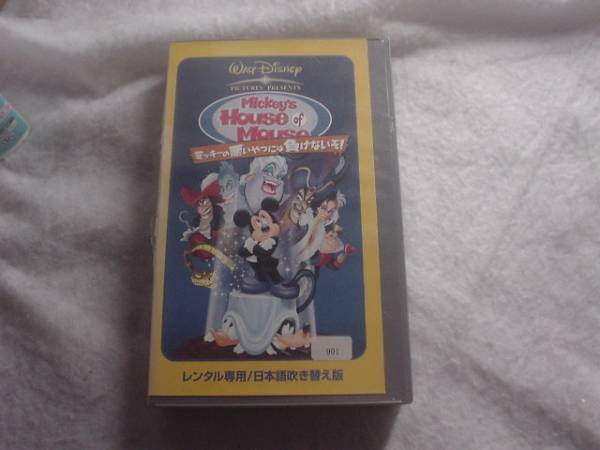 WALT DISNEY
PICTURES PRESENTS
Mickey's
House of
Mouse
ミッキーの悪いやつには負けないぞ!
901
レンタル専用/日本語吹き替え版